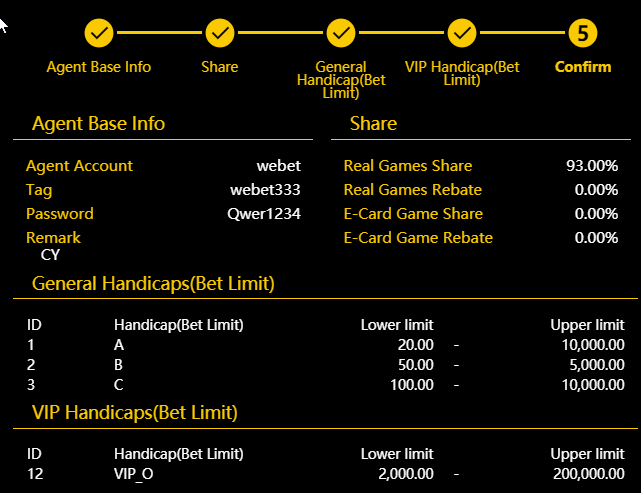 5
Agent Base Info
Share
General
Handicap(Bet
Limit)
VIP Handicap(Bet
Limit)
Confirm
Agent Base Info
Agent Account webet
Tag webet333
Password Qwer1234
Remark
CY
Share
Real Games Share 93.00%
Real Games Rebate 0.00%
E-Card Game Share 0.00%
E-Card Game Rebate 0.00%
General Handicaps(Bet Limit)
ID Handicap(Bet Limit) Lower limit Upper limit
1 A 20.00 - 10,000.00
2 B 50.00 - 5,000.00
3 C 100.00 - 10,000.00
VIP Handicaps(Bet Limit)
ID Handicap(Bet Limit) Lower limit Upper limit
12 VIP_O 2,000.00 - 200,000.00